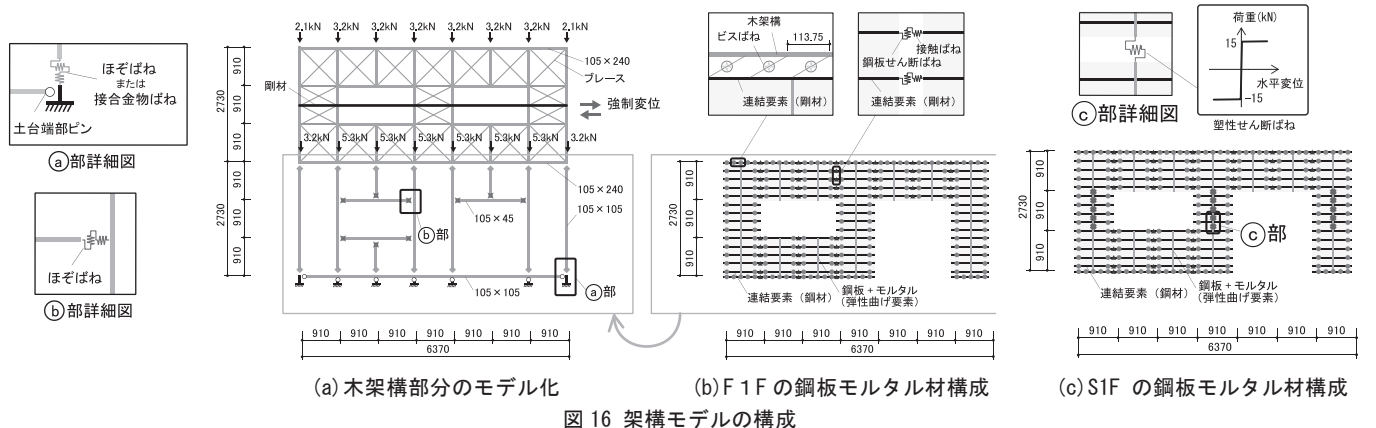 ほぞばね
または
接合金物ばね
土台端部ピン
ⓐ部詳細図
ほぞばね
ⓑ部詳細図
2.1kN 3.2kN 3.2kN 3.2kN 3.2kN 3.2kN 3.2kN 2.1kN
105×240
ブレース
剛材
強制変位
910
910
910
2730
3.2kN 5.3kN 5.3kN 5.3kN 5.3kN 5.3kN 5.3kN 3.2kN
105×240
105×105
105×45
ⓑ部
910
910
910
2730
105×105
ⓐ部
910 910 910 910 910 910 910
6370
木架構
ビスばね
113.75
連結要素（剛材）
接触ばね
鋼板せん断ばね
連結要素（剛材）
910
910
910
2730
連結要素（鋼材）
鋼板＋モルタル
（弾性曲げ要素）
910 910 910 910 910 910 910
6370
ⓒ部詳細図
荷重(kN)
15
水平変位
-15
塑性せん断ばね
910
910
910
2730
ⓒ部
連結要素（鋼材）
鋼板＋モルタル
（弾性曲げ要素）
910 910 910 910 910 910 910
6370
(a)木架構部分のモデル化
(b)F１Fの鋼板モルタル材構成
(c)S1F の鋼板モルタル材構成
図 16 架構モデルの構成